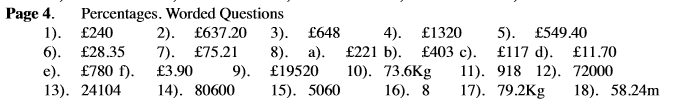 Page 4. Percentages. Worded Questions
1). £240 2). £637.20 3). £648 4). £1320 5). £549.40
6). £28.35 7). £75.21 8). a). £221 b). £403 c). £117 d). £11.70
e). £780 f). £3.90 9). £19520 10). 73.6Kg 11). 918 12). 72000
13). 24104 14). 80600 15). 5060 16). 8 17). 79.2Kg 18). 58.24m